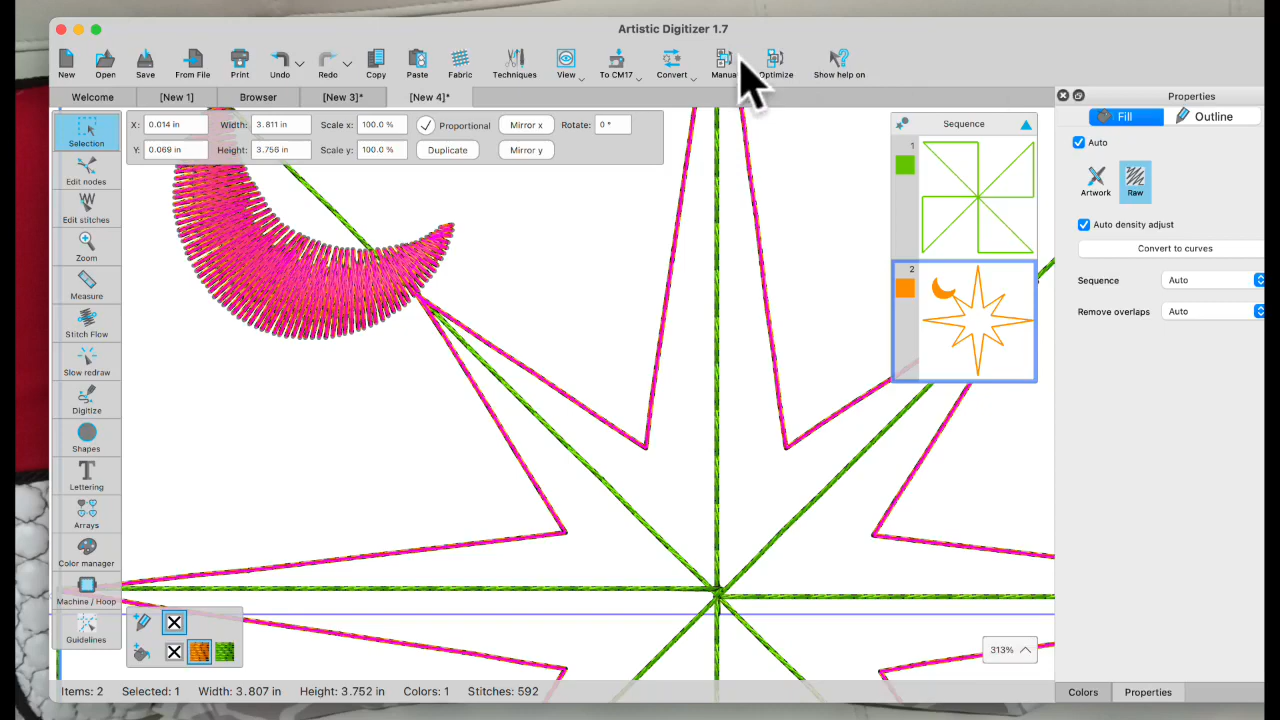 Artistic Digitizer 1.7
New Open Save From File Print Undo Redo Copy Paste Fabric Techniques View To CM17 Convert Manual Optimize Show help on
Welcome [New 1] Browser [New 3]* [New 4]*
Selection
Edit nodes
Edit stitches
Zoom
Measure
Stitch Flow
Slow redraw
Digitize
Shapes
Lettering
Arrays
Color manager
Machine / Hoop
Guidelines
X: 0.014 in Width: 3.811 in Scale x: 100.0 % Proportional Mirror x Rotate: 0 °
Y: 0.069 in Height: 3.756 in Scale y: 100.0 % Duplicate Mirror y
Sequence
1
2
313%
Properties
Fill Outline
Auto
Artwork Raw
Auto density adjust
Convert to curves
Sequence Auto
Remove overlaps Auto
Colors Properties
Items: 2 Selected: 1 Width: 3.807 in Height: 3.752 in Colors: 1 Stitches: 592